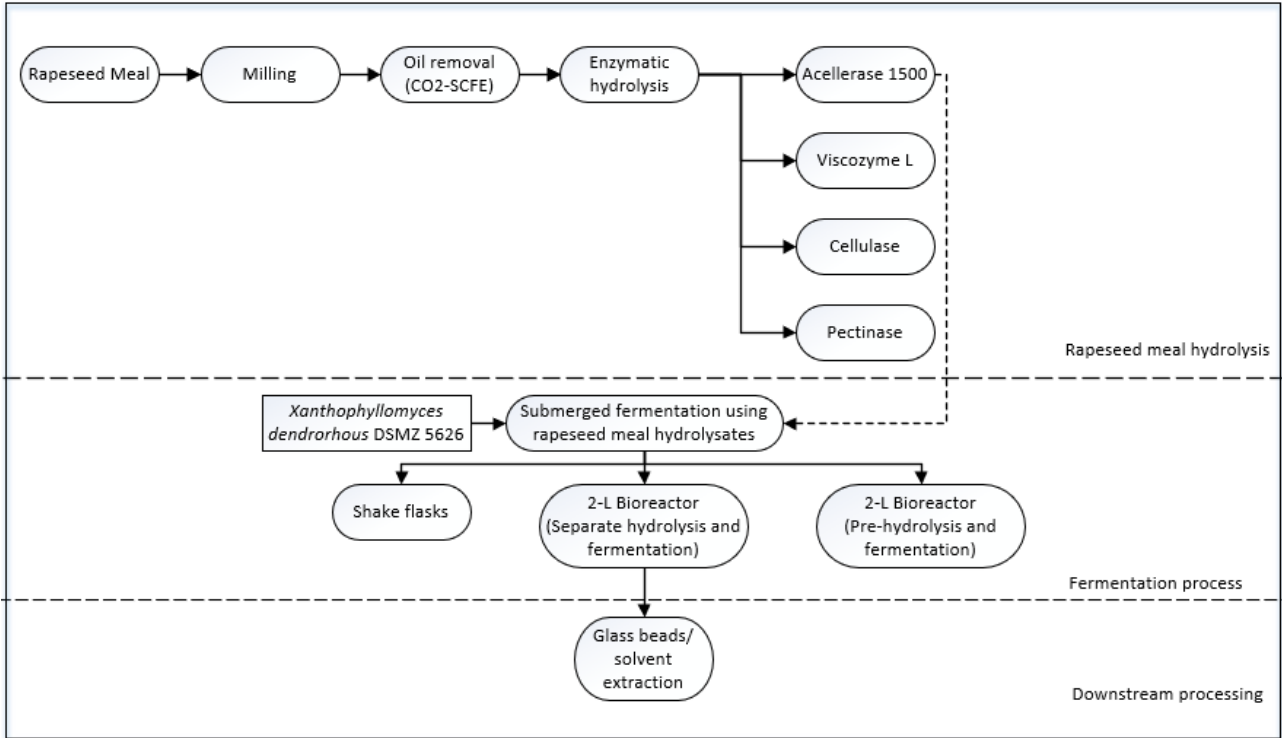 Rapeseed Meal
Milling
Oil removal
(CO2-SCFE)
Enzymatic
hydrolysis
Acellerase 1500
Viscozyme L
Cellulase
Pectinase
Rapeseed meal hydrolysis
Xanthophyllomyces
dendrorhous DSMZ 5626
Submerged fermentation using
rapeseed meal hydrolysates
Shake flasks
2-L Bioreactor
(Separate hydrolysis and
fermentation)
2-L Bioreactor
(Pre-hydrolysis and
fermentation)
Fermentation process
Glass beads/
solvent
extraction
Downstream processing